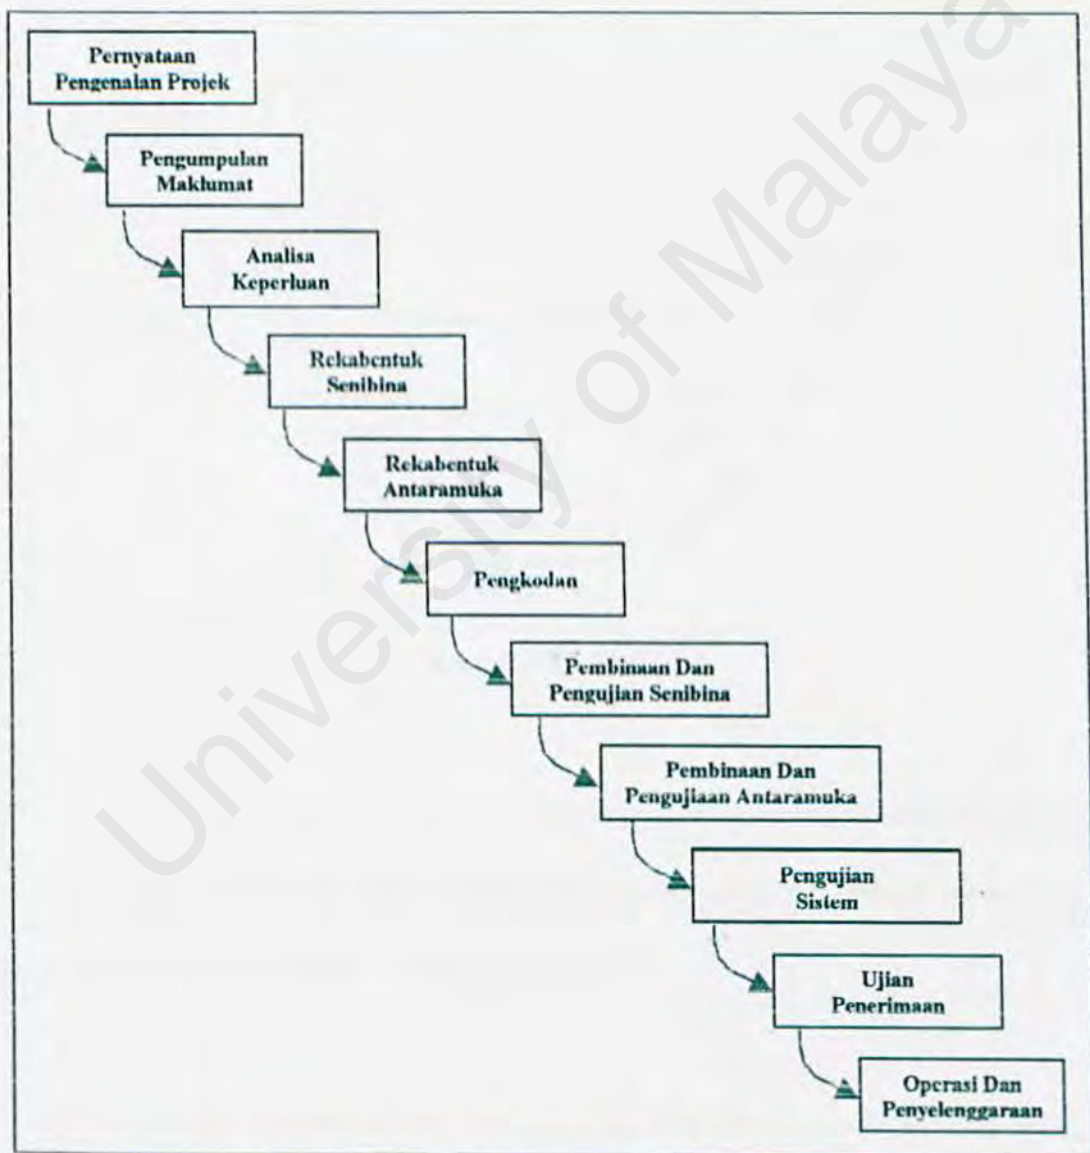 Pernyataan
Pengenalan Projek
Pengumpulan
Maklumat
Analisa
Keperluan
Rekabentuk
Senibina
Rekabentuk
Antaramuka
Pengkodan
Pembinaan Dan
Pengujian Senibina
Pembinaan Dan
Pengujiaan Antaramuka
Pengujian
Sistem
Ujian
Penerimaan
Operasi Dan
Penyelenggaraan
University of Malaya